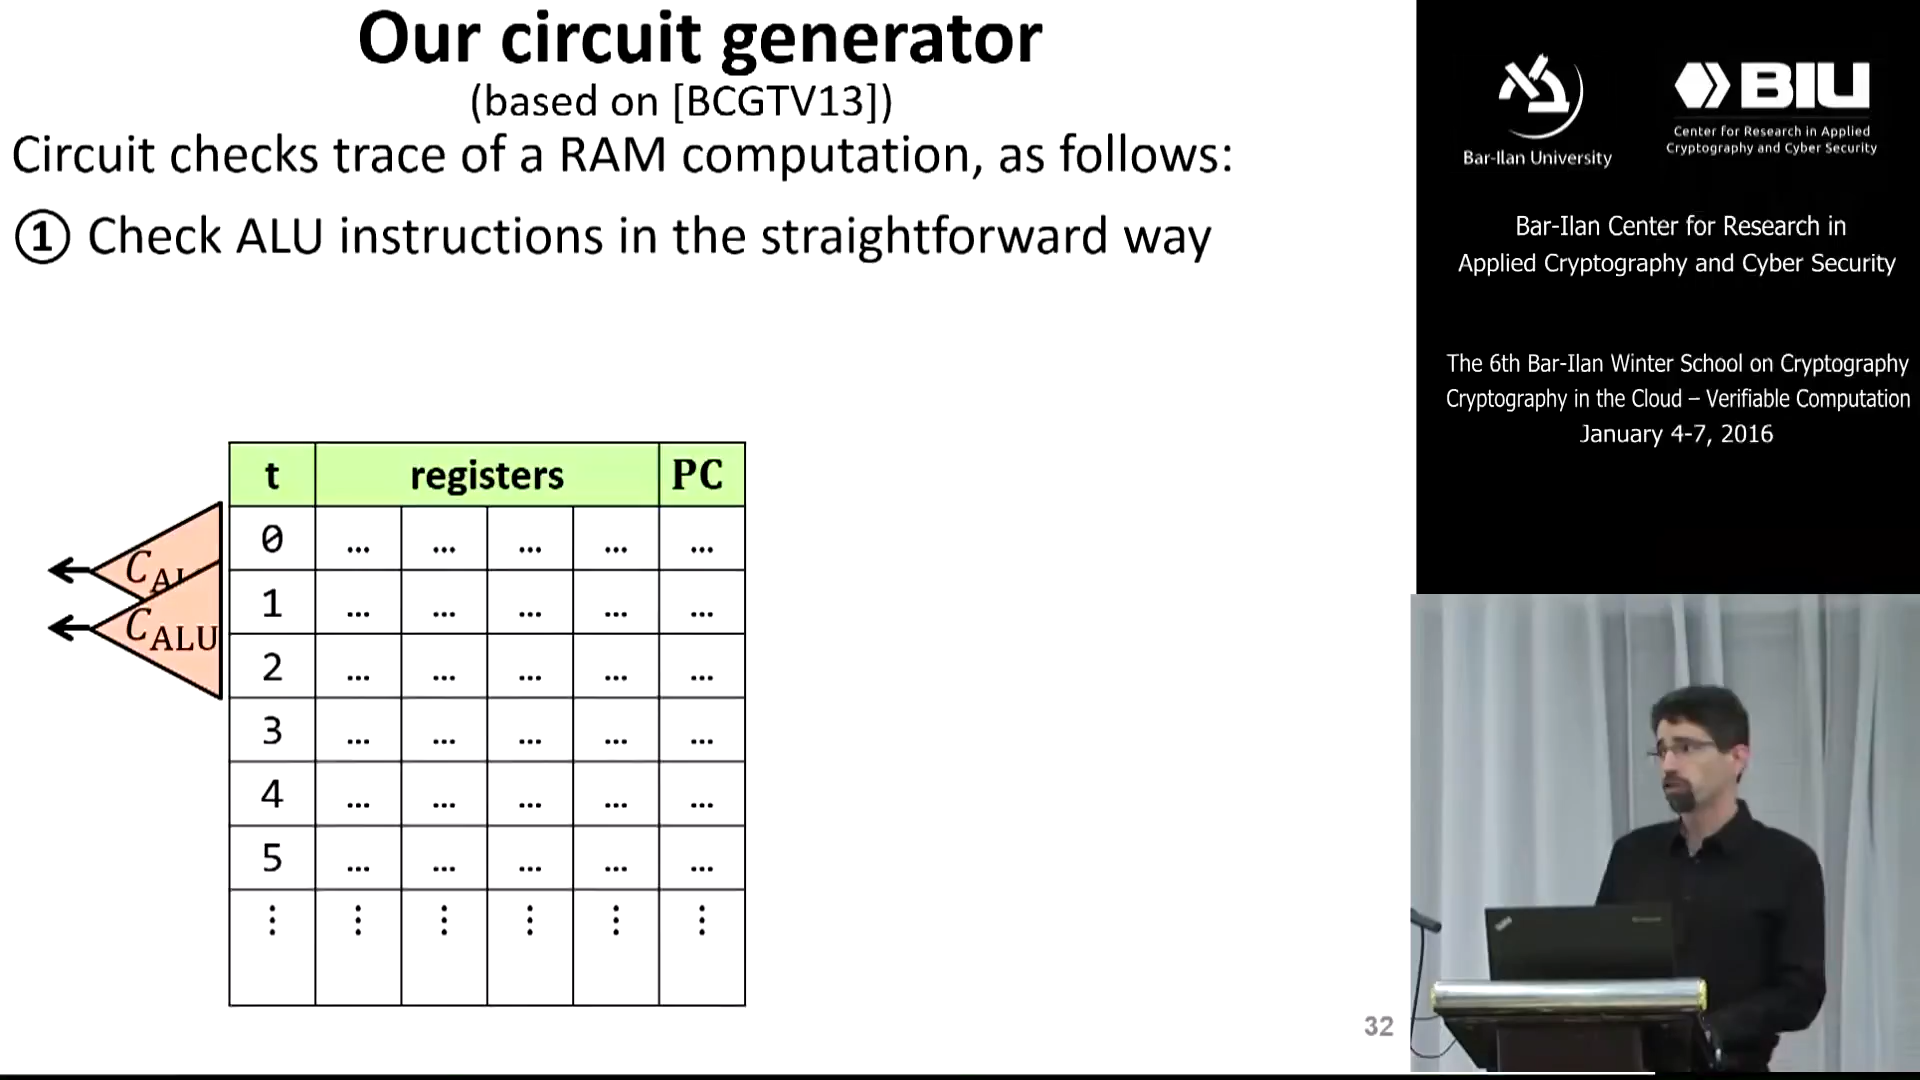 Our circuit generator
(based on [BCGTV13])
Circuit checks trace of a RAM computation, as follows:
① Check ALU instructions in the straightforward way
t registers PC
0 ... ... ... ... ...
1 ... ... ... ... ...
2 ... ... ... ... ...
3 ... ... ... ... ...
4 ... ... ... ... ...
5 ... ... ... ... ...
⋮ ⋮ ⋮ ⋮ ⋮ ⋮
C_ALU
32
Bar-Ilan University
BIU
Center for Research in Applied
Cryptography and Cyber Security
Bar-Ilan Center for Research in
Applied Cryptography and Cyber Security
The 6th Bar-Ilan Winter School on Cryptography
Cryptography in the Cloud – Verifiable Computation
January 4-7, 2016